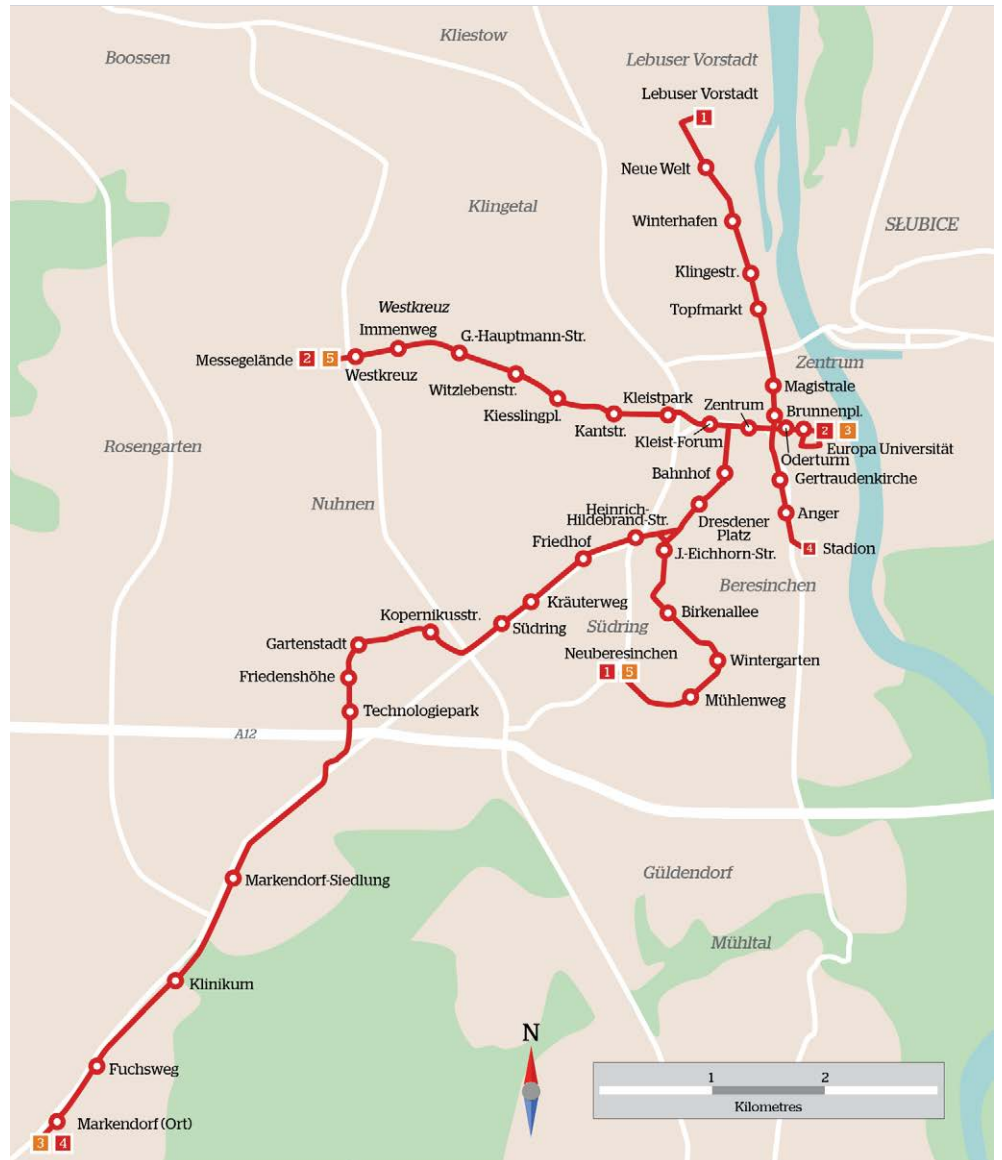 Kliestow
Boossen
Lebuser Vorstadt
Lebuser Vorstadt
1
Neue Welt
Klingetal
Winterhafen
SŁUBICE
Klingestr.
Topfmarkt
Westkreuz
Immenweg
G.-Hauptmann-Str.
Messegelände 2 5
Westkreuz
Zentrum
Witzlebenstr.
Magistrale
Kiesslingpl.
Kleistpark
Zentrum
Brunnenpl.
Kantstr.
Kleist-Forum
2 3
Europa Universität
Oderturm
Rosengarten
Bahnhof
Gertraudenkirche
Nuhnen
Heinrich-
Hildebrand-Str.
Dresdener
Platz
Anger
Friedhof
J.-Eichhorn-Str.
4 Stadion
Beresinchen
Kräuterweg
Kopernikusstr.
Birkenallee
Südring
Südring
Gartenstadt
Neuberesinchen
1 5
Wintergarten
Friedenshöhe
Mühlenweg
Technologiepark
A12
Güldendorf
Markendorf-Siedlung
Mühltal
Klinikum
N
Fuchsweg
1 2
Kilometres
Markendorf (Ort)
3 4